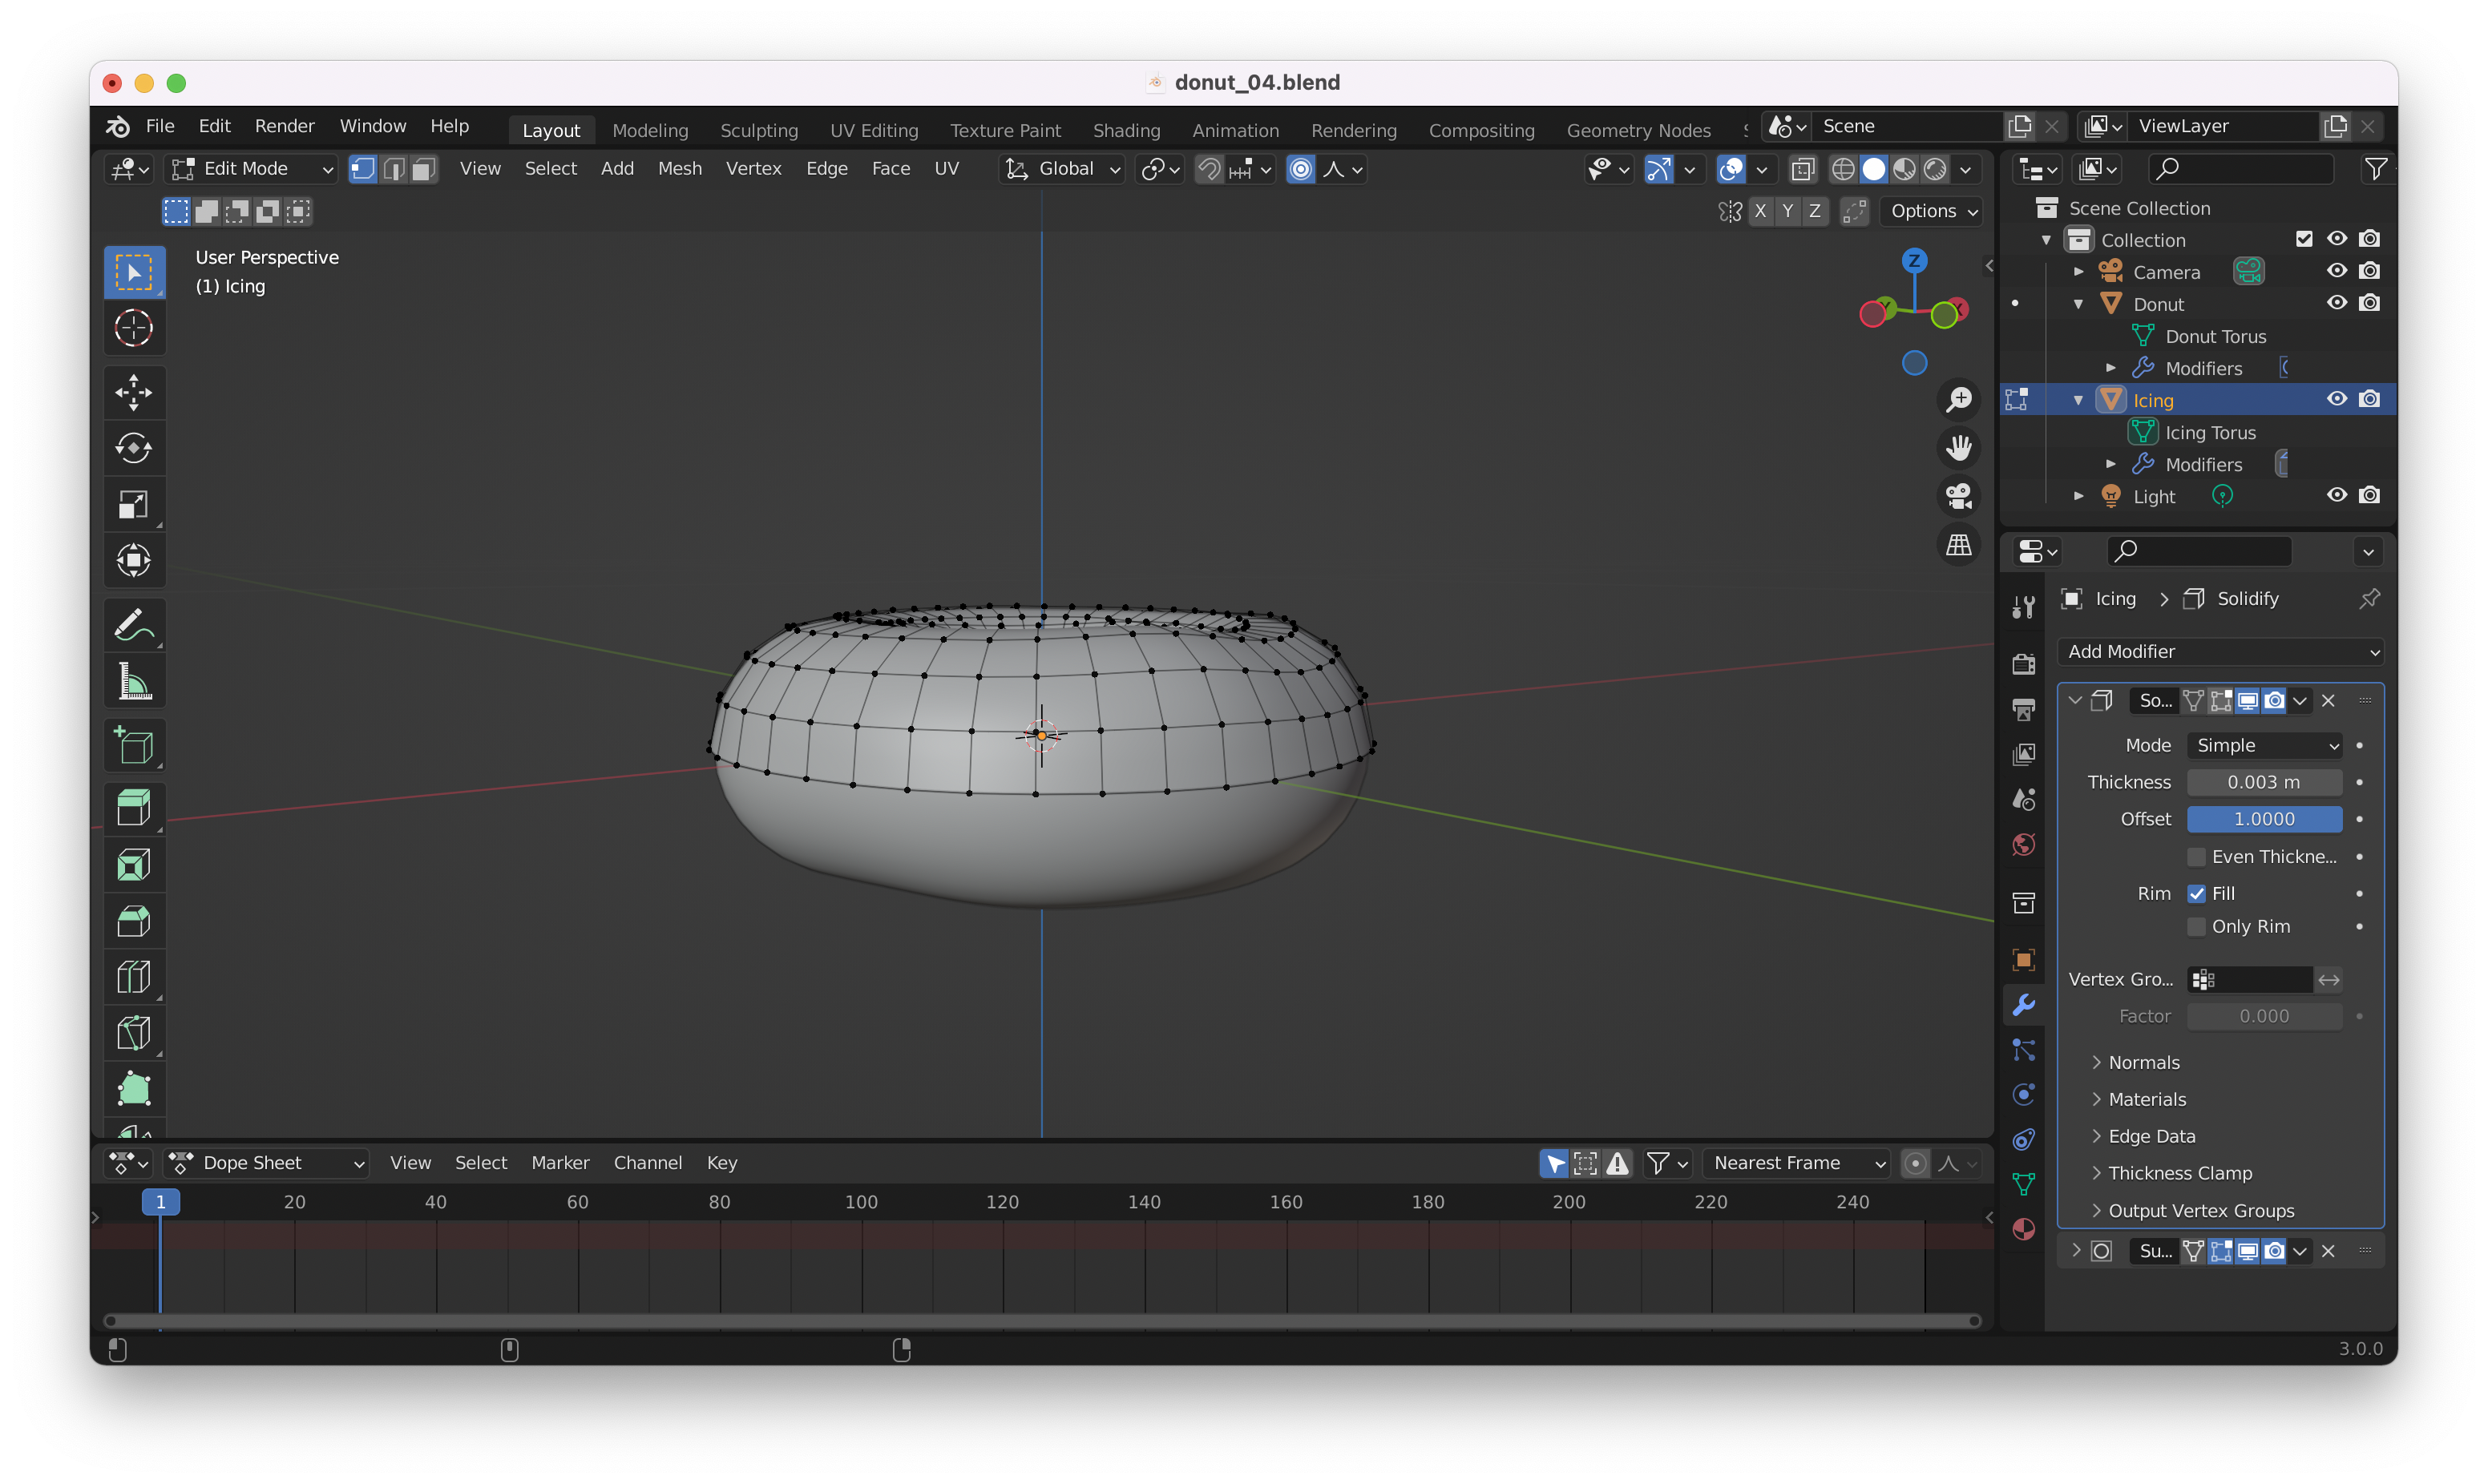 donut_04.blend
File Edit Render Window Help Layout Modeling Sculpting UV Editing Texture Paint Shading Animation Rendering Compositing Geometry Nodes Scene ViewLayer
Edit Mode View Select Add Mesh Vertex Edge Face UV Global
X Y Z Options
User Perspective
(1) Icing
Z
Y X
Scene Collection
Collection
Camera
Donut
Donut Torus
Modifiers
Icing
Icing Torus
Modifiers
Light
Icing > Solidify
Add Modifier
So...
Mode Simple
Thickness 0.003 m
Offset 1.0000
Even Thickne...
Rim Fill
Only Rim
Vertex Gro...
Factor 0.000
Normals
Materials
Edge Data
Thickness Clamp
Output Vertex Groups
Su...
Dope Sheet View Select Marker Channel Key Nearest Frame
1 20 40 60 80 100 120 140 160 180 200 220 240
3.0.0